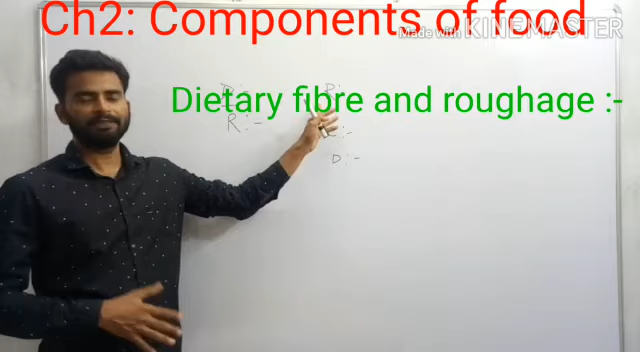 Ch2: Components of food
Made with KINEMASTER
Dietary fibre and roughage :-
R :-
D :-